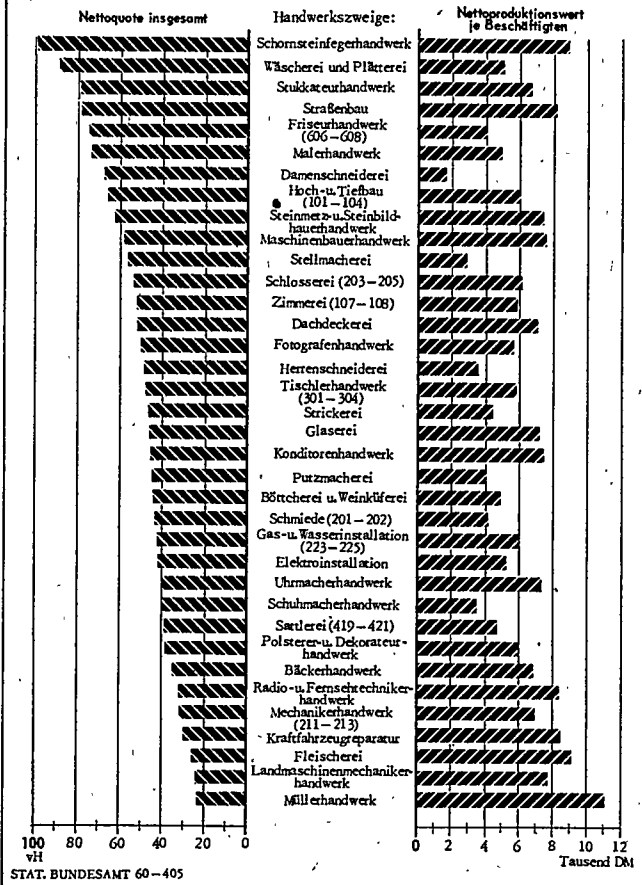 Nettoquote insgesamt
Handwerkszweige:
Nettoproduktionswert
je Beschäftigten
Schornsteinfegerhandwerk
Wäscherei und Plätterei
Stukkateurhandwerk
Straßenbau
Friseurhandwerk
(606—608)
Malerhandwerk
Damenschneiderei
Hoch-u.Tiefbau
(101—104)
Steinmetz-u.Steinbild-
hauerhandwerk
Maschinenbauerhandwerk
Stellmacherei
Schlosserei (203—205)
Zimmerei (107—108)
Dachdeckerei
Fotografenhandwerk
Herrenschneiderei
Tischlerhandwerk
(301—304)
Strickerei
Glaserei
Konditorenhandwerk
Putzmacherei
Böttcherei u.Weinküferei
Schmiede (201—202)
Gas-u.Wasserinstallation
(223—225)
Elektroinstallation
Uhrmacherhandwerk
Schuhmacherhandwerk
Sattlerei (419—421)
Polsterer-u. Dekorateur-
handwerk
Bäckerhandwerk
Radio-u.Fernsehtechniker-
handwerk
Mechanikerhandwerk
(211—213)
Kraftfahrzeugreparatur
Fleischerei
Landmaschinenmechaniker-
handwerk
Müllerhandwerk
100 80 60 40 20 0
vH
0 2 4 6 8 10 12
Tausend DM
STAT. BUNDESAMT 60—405